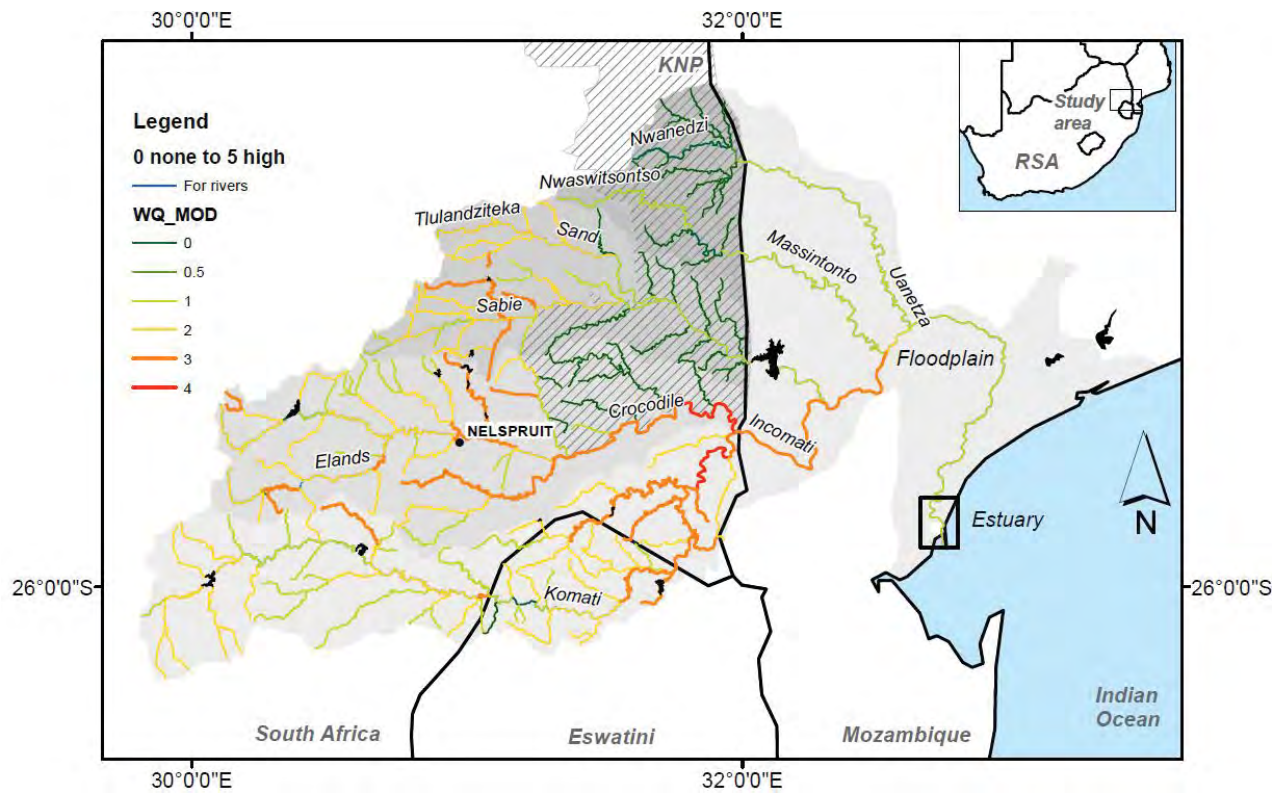 30°0'0"E
32°0'0"E
KNP
Study
area
RSA
Legend
0 none to 5 high
For rivers
WQ_MOD
0
0.5
1
2
3
4
Nwanedzi
Nwaswitsontso
Tlulandziteka
Sand
Massintonto
Uanetza
Sabie
Floodplain
Crocodile
Incomati
NELSPRUIT
Elands
N
Estuary
26°0'0"S
26°0'0"S
Komati
Indian
Ocean
South Africa
Eswatini
Mozambique
30°0'0"E
32°0'0"E